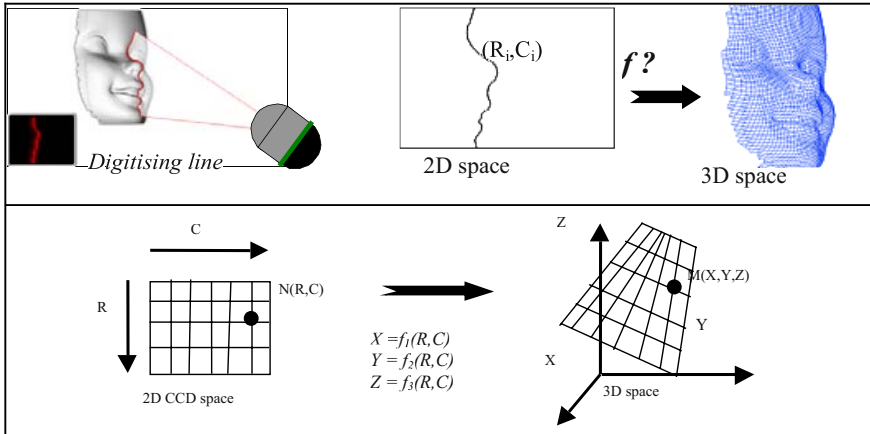 Digitising line
(Ri,Ci)
2D space
f ?
3D space
C
R
N(R,C)
2D CCD space
X =f1(R,C)
Y = f2(R,C)
Z = f3(R,C)
Z
M(X,Y,Z)
Y
X
3D space